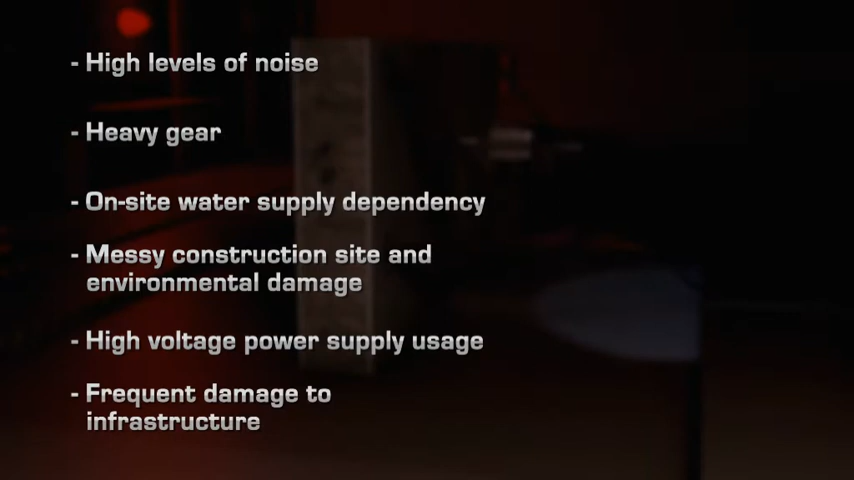 - High levels of noise
- Heavy gear
- On-site water supply dependency
- Messy construction site and
environmental damage
- High voltage power supply usage
- Frequent damage to
infrastructure